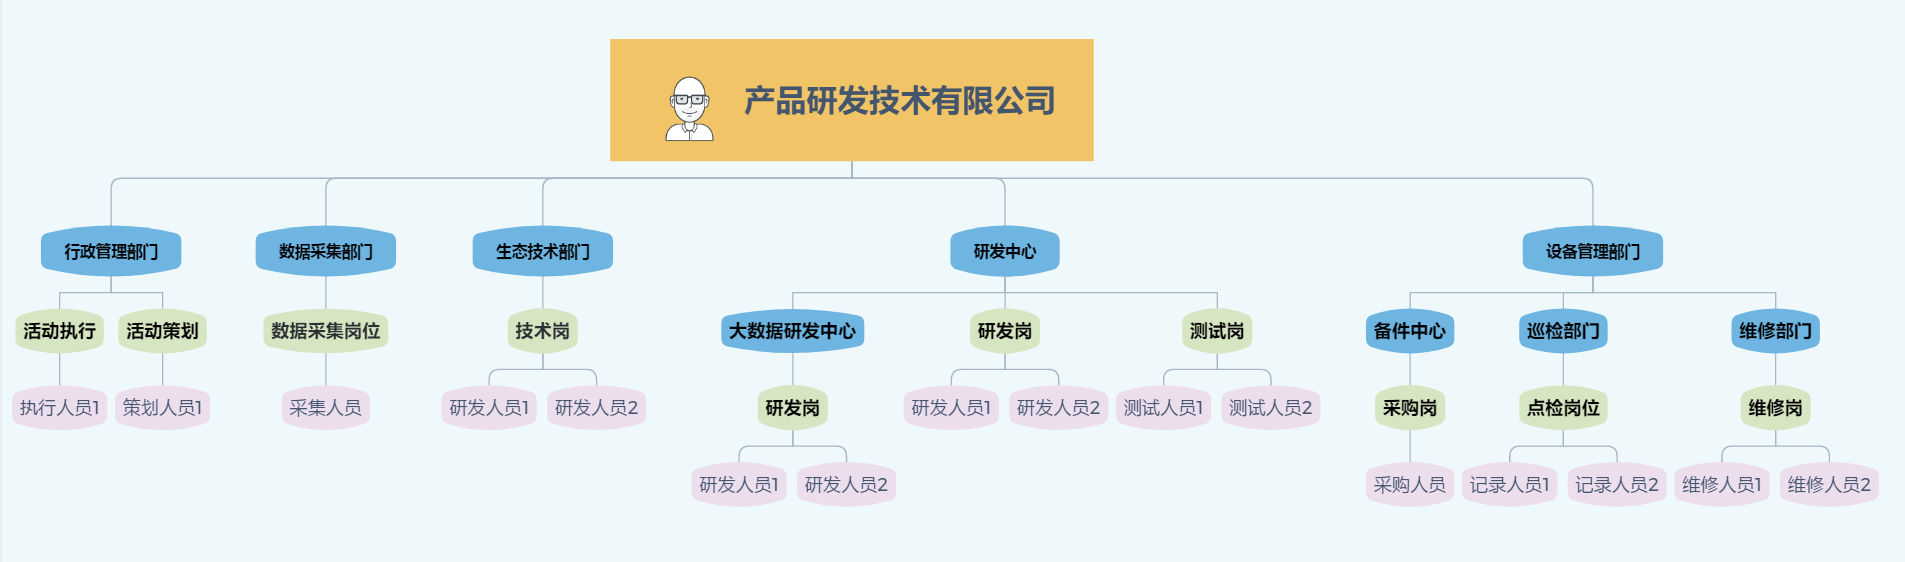 产品研发技术有限公司
行政管理部门
数据采集部门
生态技术部门
研发中心
设备管理部门
活动执行
活动策划
数据采集岗位
技术岗
大数据研发中心
研发岗
测试岗
备件中心
巡检部门
维修部门
执行人员1
策划人员1
采集人员
研发人员1
研发人员2
研发岗
研发人员1
研发人员2
测试人员1
测试人员2
采购岗
点检岗位
维修岗
研发人员1
研发人员2
采购人员
记录人员1
记录人员2
维修人员1
维修人员2